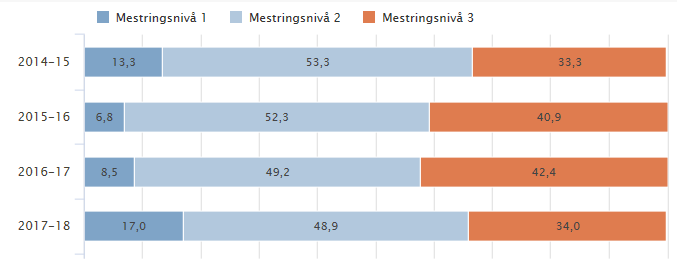 Mestringsnivå 1 Mestringsnivå 2 Mestringsnivå 3
2014-15 13,3 53,3 33,3
2015-16 6,8 52,3 40,9
2016-17 8,5 49,2 42,4
2017-18 17,0 48,9 34,0